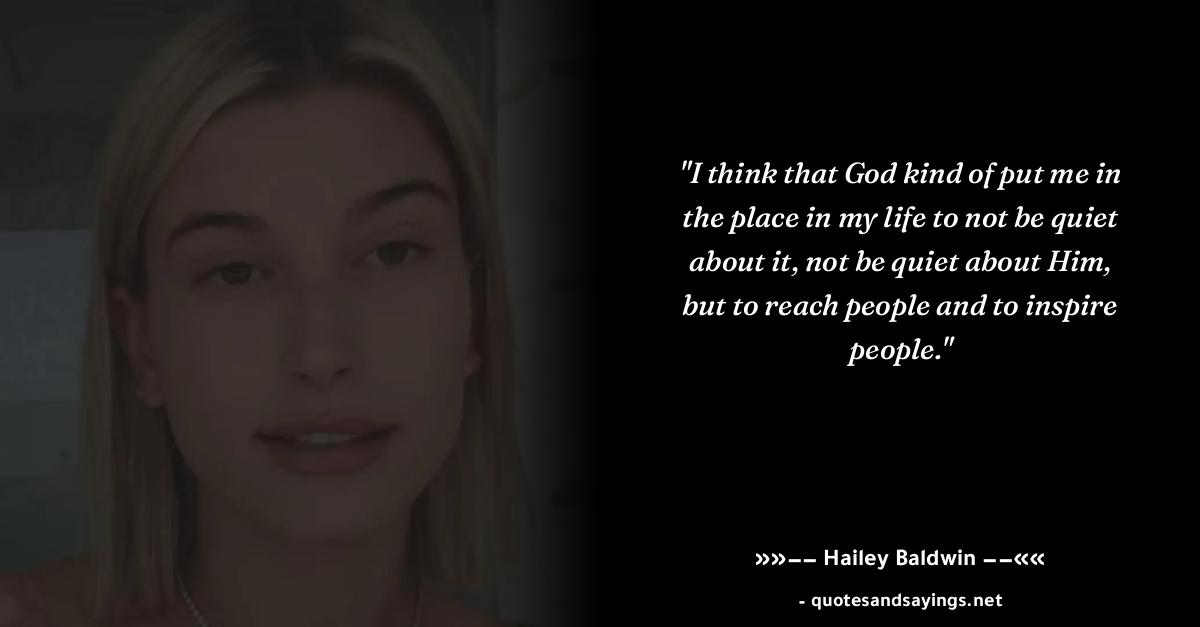 "I think that God kind of put me in
the place in my life to not be quiet
about it, not be quiet about Him,
but to reach people and to inspire
people."
»»−− Hailey Baldwin −−««
- quotesandsayings.net